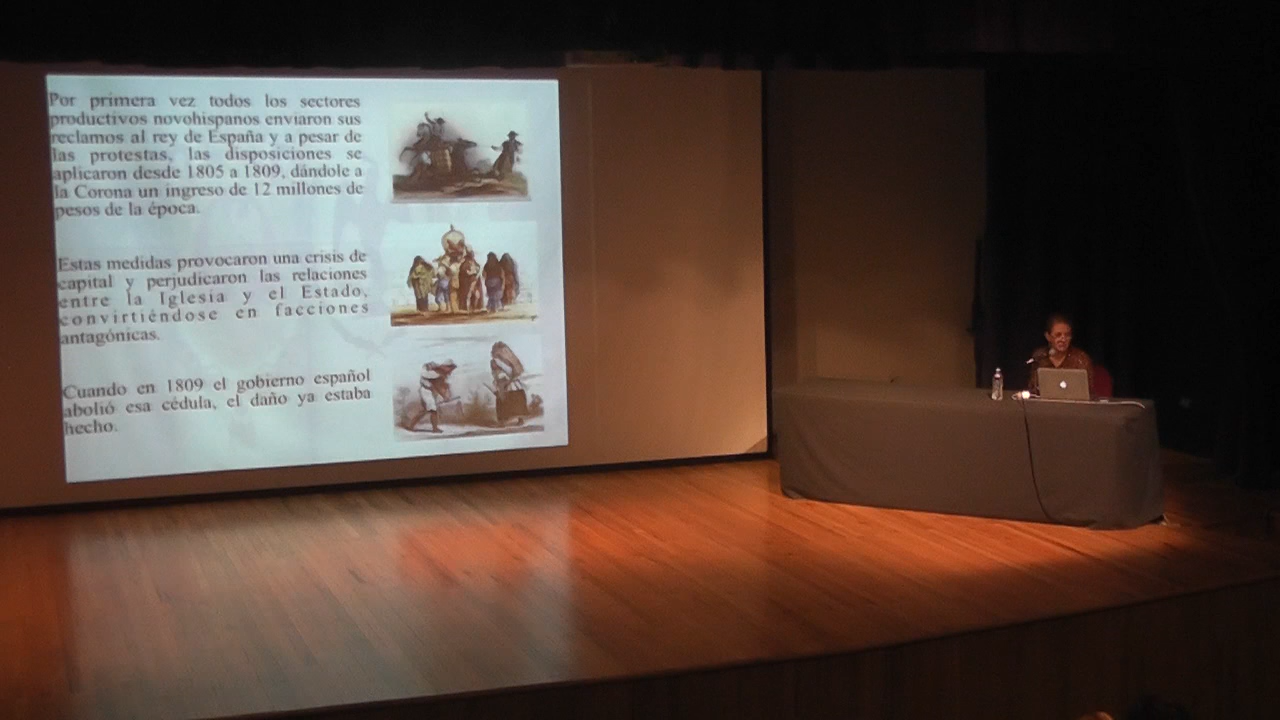 Por primera vez todos los sectores
productivos novohispanos enviaron sus
reclamos al rey de España y a pesar de
las protestas, las disposiciones se
aplicaron desde 1805 a 1809, dándole a
la Corona un ingreso de 12 millones de
pesos de la época.
Estas medidas provocaron una crisis de
capital y perjudicaron las relaciones
entre la Iglesia y el Estado,
convirtiéndose en facciones
antagónicas.
Cuando en 1809 el gobierno español
abolió esa cédula, el daño ya estaba
hecho.